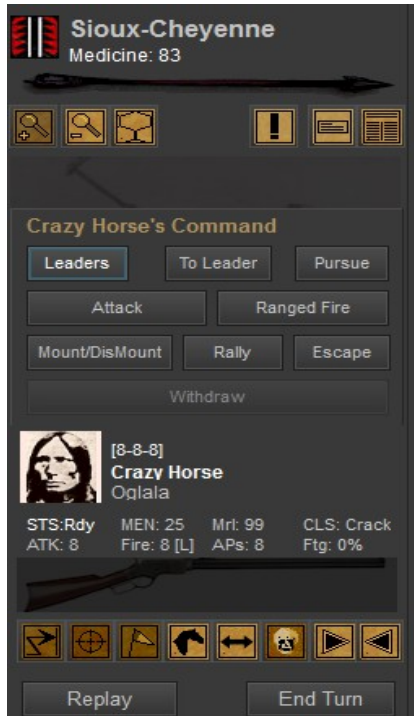 Sioux-Cheyenne
Medicine: 83
Crazy Horse's Command
Leaders To Leader Pursue
Attack Ranged Fire
Mount/DisMount Rally Escape
Withdraw
[8-8-8]
Crazy Horse
Oglala
STS:Rdy MEN: 25 Mrl: 99 CLS: Crack
ATK: 8 Fire: 8 [L] APs: 8 Ftg: 0%
Replay End Turn